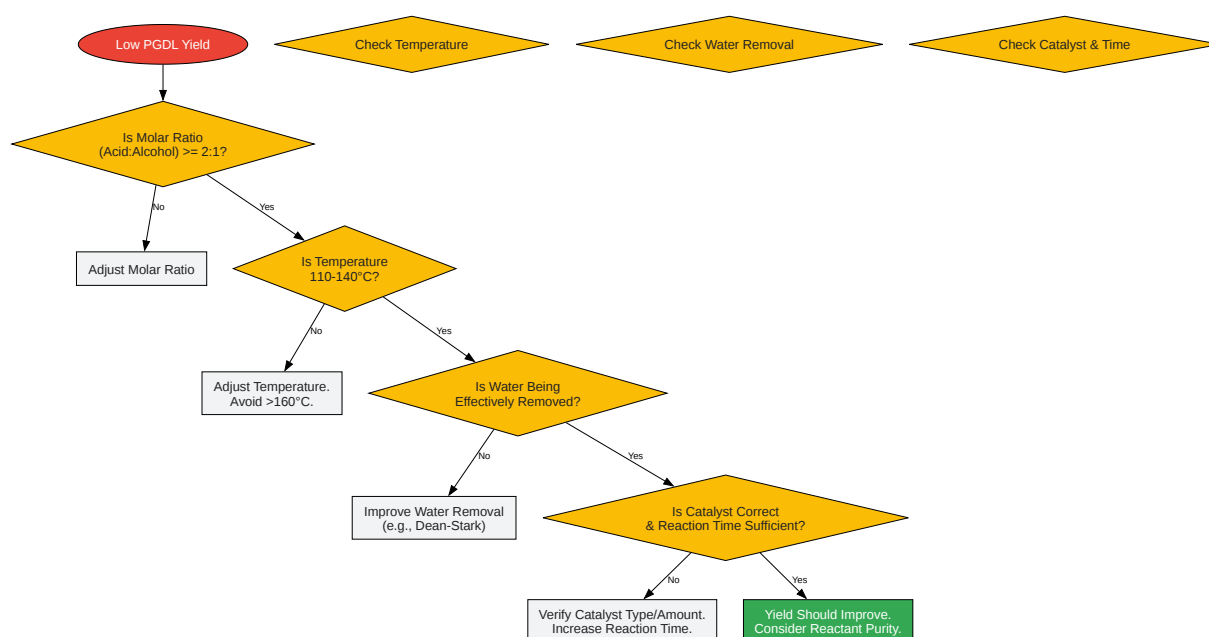 Low PGDL Yield
Check Temperature
Check Water Removal
Check Catalyst & Time
Is Molar Ratio
(Acid:Alcohol) >= 2:1?
No
Yes
Adjust Molar Ratio
Is Temperature
110-140°C?
No
Yes
Adjust Temperature.
Avoid >160°C.
Is Water Being
Effectively Removed?
No
Yes
Improve Water Removal
(e.g., Dean-Stark)
Is Catalyst Correct
& Reaction Time Sufficient?
No
Yes
Verify Catalyst Type/Amount.
Increase Reaction Time.
Yield Should Improve.
Consider Reactant Purity.